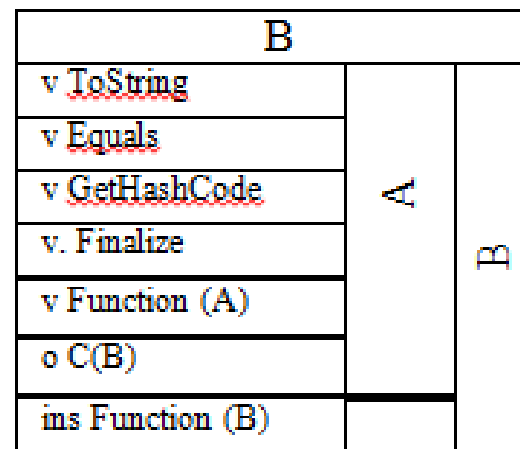 B
v ToString
v Equals
v GetHashCode
v. Finalize
v Function (A)
o C(B)
ins Function (B)
A
B